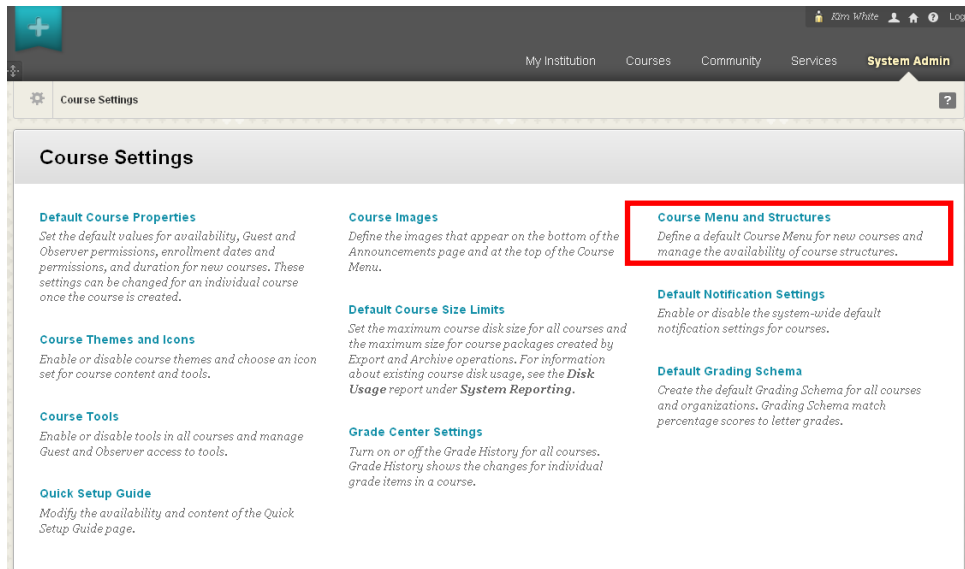 Kim White
Log
My Institution
Courses
Community
Services
System Admin
Course Settings
?
Course Settings
Default Course Properties
Set the default values for availability, Guest and
Observer permissions, enrollment dates and
permissions, and duration for new courses. These
settings can be changed for an individual course
once the course is created.
Course Themes and Icons
Enable or disable course themes and choose an icon
set for course content and tools.
Course Tools
Enable or disable tools in all courses and manage
Guest and Observer access to tools.
Quick Setup Guide
Modify the availability and content of the Quick
Setup Guide page.
Course Images
Define the images that appear on the bottom of the
Announcements page and at the top of the Course
Menu.
Default Course Size Limits
Set the maximum course disk size for all courses and
the maximum size for course packages created by
Export and Archive operations. For information
about existing course disk usage, see the Disk
Usage report under System Reporting.
Grade Center Settings
Turn on or off the Grade History for all courses.
Grade History shows the changes for individual
grade items in a course.
Course Menu and Structures
Define a default Course Menu for new courses and
manage the availability of course structures.
Default Notification Settings
Enable or disable the system-wide default
notification settings for courses.
Default Grading Schema
Create the default Grading Schema for all courses
and organizations. Grading Schema match
percentage scores to letter grades.